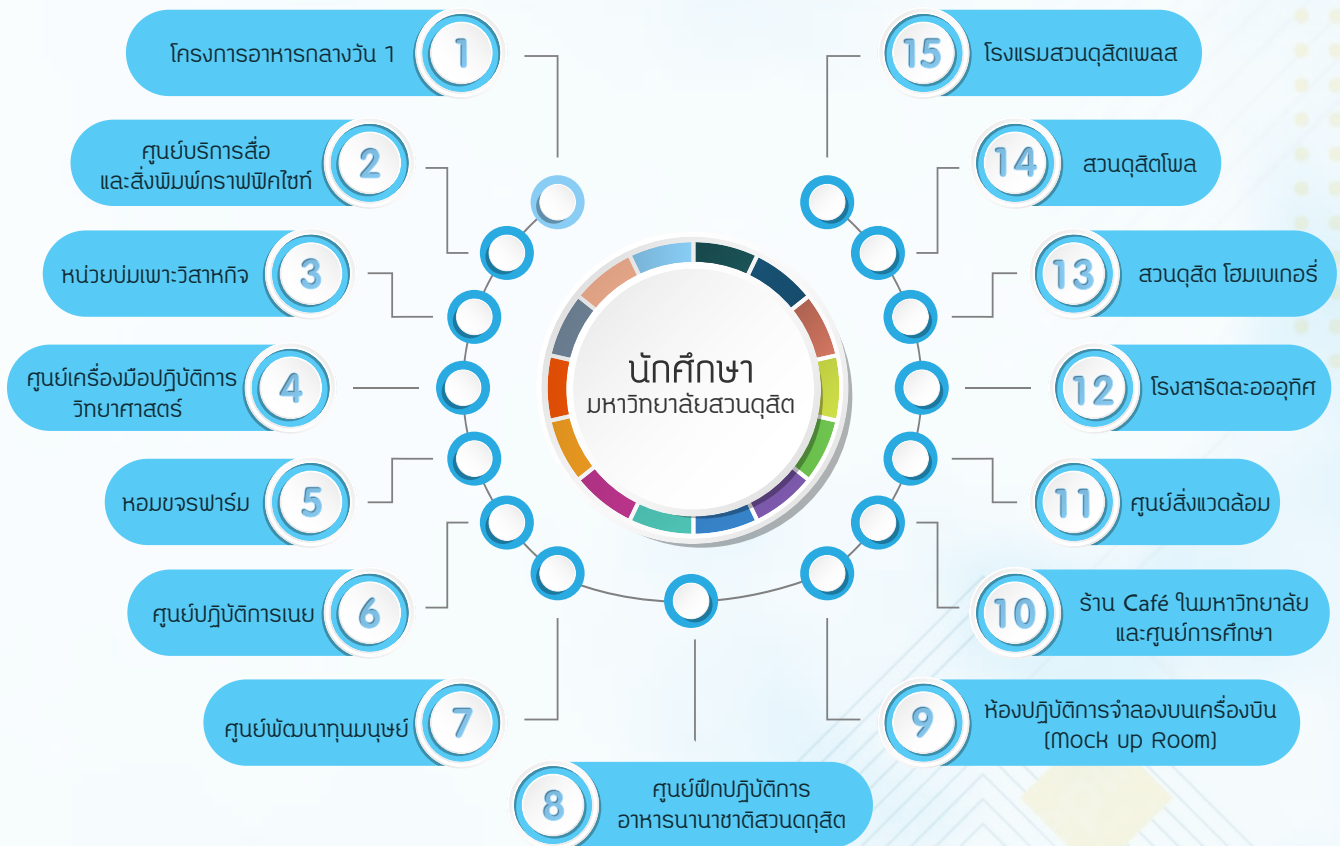 นักศึกษา
มหาวิทยาลัยสวนดุสิต
1
โครงการอาหารกลางวัน 1
2
ศูนย์บริการสื่อ
และสิ่งพิมพ์กราฟฟิคไซท์
3
หน่วยบ่มเพาะวิสาหกิจ
4
ศูนย์เครื่องมือปฏิบัติการ
วิทยาศาสตร์
5
หอมขจรฟาร์ม
6
ศูนย์ปฏิบัติการเนย
7
ศูนย์พัฒนาทุนมนุษย์
8
ศูนย์ฝึกปฏิบัติการ
อาหารนานาชาติสวนดถุสิต
9
ห้องปฏิบัติการจำลองบนเครื่องบิน
(Mock up Room)
10
ร้าน Café ในมหาวิทยาลัย
และศูนย์การศึกษา
11
ศูนย์สิ่งแวดล้อม
12
โรงสาธิตละอออุทิศ
13
สวนดุสิต โฮมเบเกอรี่
14
สวนดุสิตโพล
15
โรงแรมสวนดุสิตเพลส